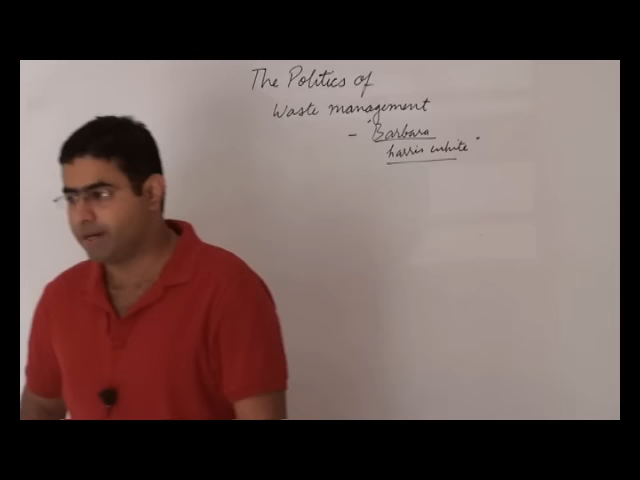 The Politics of
Waste management
- Barbara
harris white.